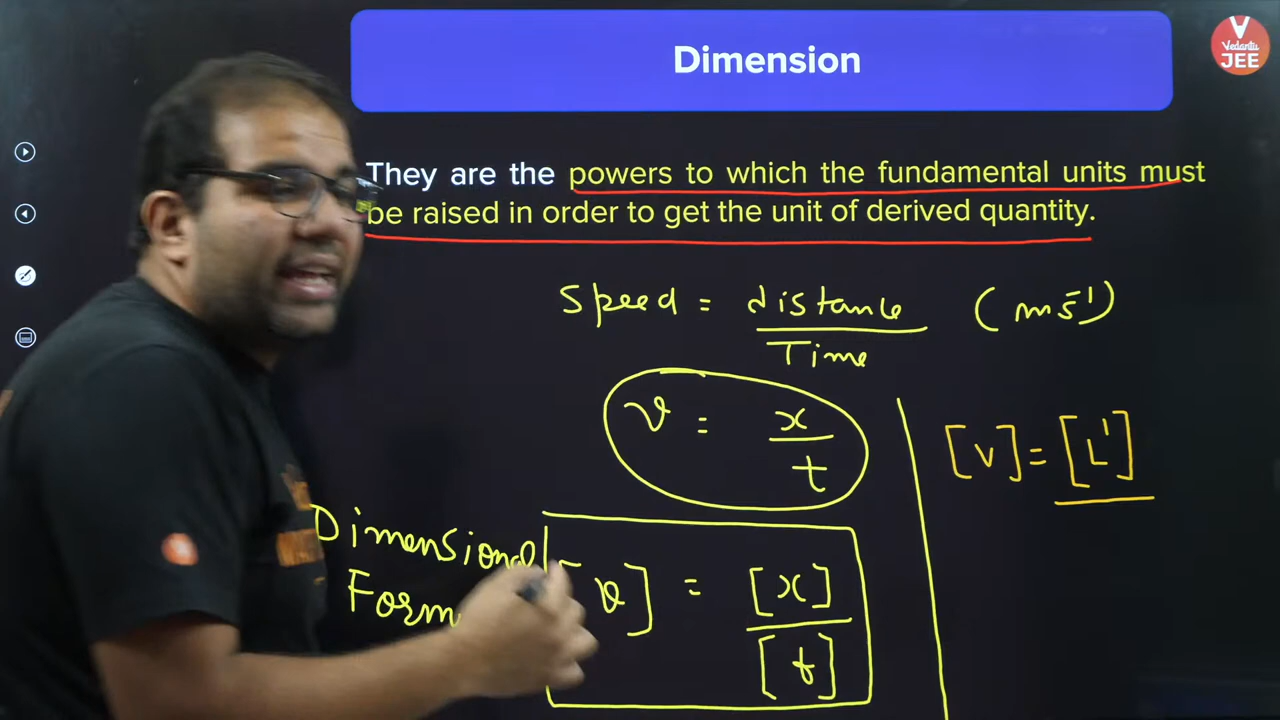 Dimension
V
Vedantu
JEE
They are the powers to which the fundamental units must
be raised in order to get the unit of derived quantity.
Speed = distance / Time (ms⁻¹)
v = x / t
[V] = [L¹]
Dimensional
[v] = [x] / [t]